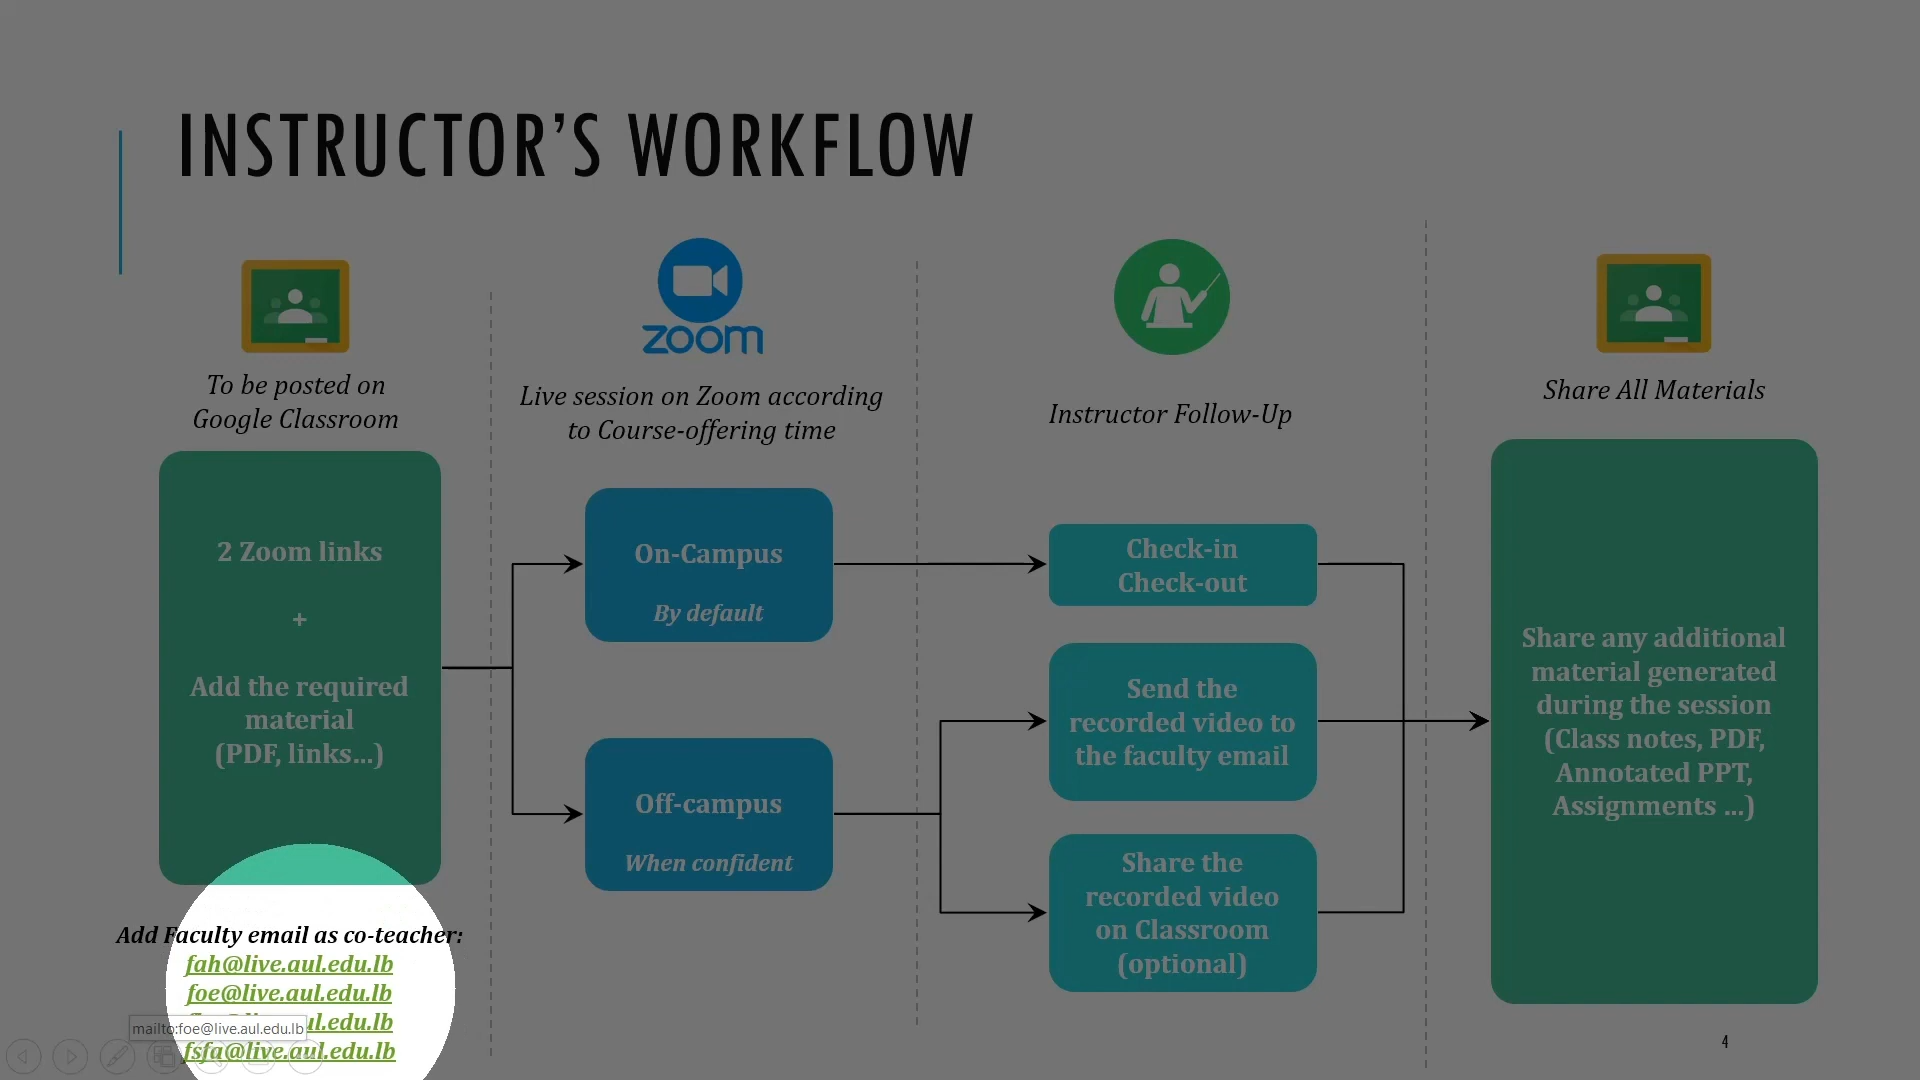 INSTRUCTOR'S WORKFLOW
zoom
To be posted on
Google Classroom
Live session on Zoom according
to Course-offering time
Instructor Follow-Up
Share All Materials
2 Zoom links
+
Add the required
material
(PDF, links...)
On-Campus
By default
Off-campus
When confident
Check-in
Check-out
Send the
recorded video to
the faculty email
Share the
recorded video
on Classroom
(optional)
Share any additional
material generated
during the session
(Class notes, PDF,
Annotated PPT,
Assignments ...)
Add Faculty email as co-teacher:
fah@live.aul.edu.lb
foe@live.aul.edu.lb
ul.edu.lb
mailto:foe@live.aul.edu.lb
fsfa@live.aul.edu.lb
4